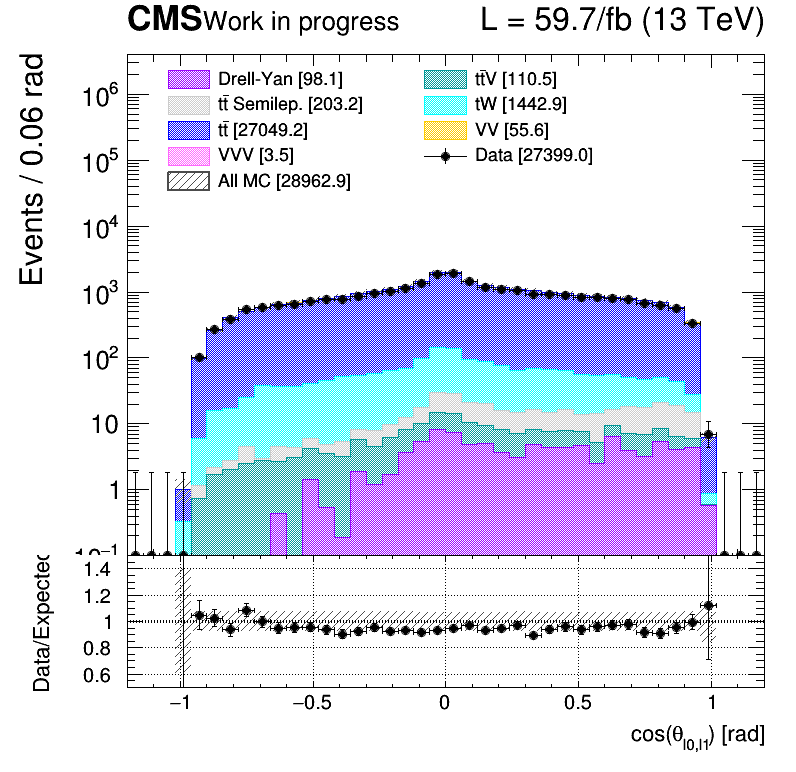 CMS Work in progress L = 59.7/fb (13 TeV)
Events / 0.06 rad
Drell-Yan [98.1]
tt̄ Semilep. [203.2]
tt̄ [27049.2]
VVV [3.5]
All MC [28962.9]
tt̄V [110.5]
tW [1442.9]
VV [55.6]
Data [27399.0]
10⁶
10⁵
10⁴
10³
10²
10
1
10⁻¹
Data/Expected
1.4
1.2
1
0.8
0.6
−1 −0.5 0 0.5 1
cos(θ_{l0,l1}) [rad]